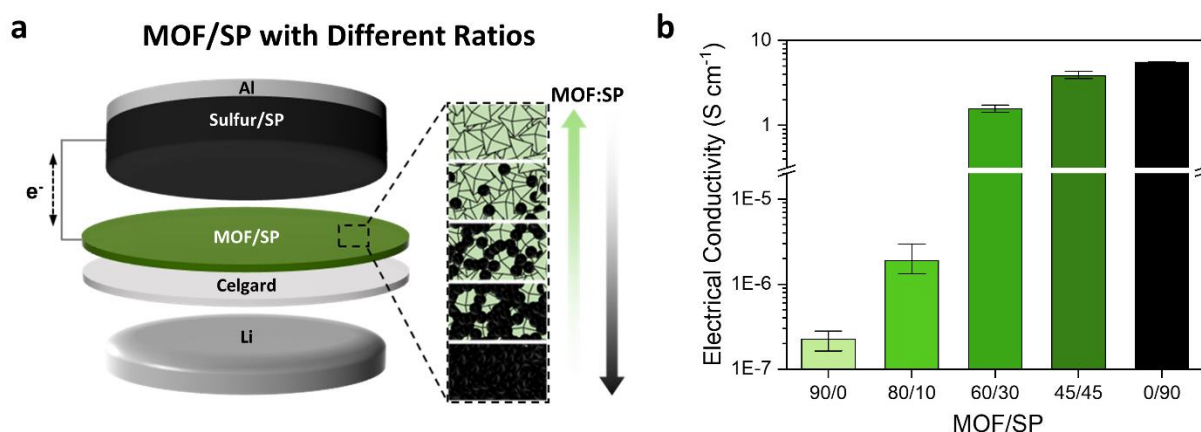 a
MOF/SP with Different Ratios
Al
Sulfur/SP
e-
MOF/SP
Celgard
Li
MOF:SP
b
Electrical Conductivity (S cm⁻¹)
10
1
1E-5
1E-6
1E-7
90/0 80/10 60/30 45/45 0/90
MOF/SP